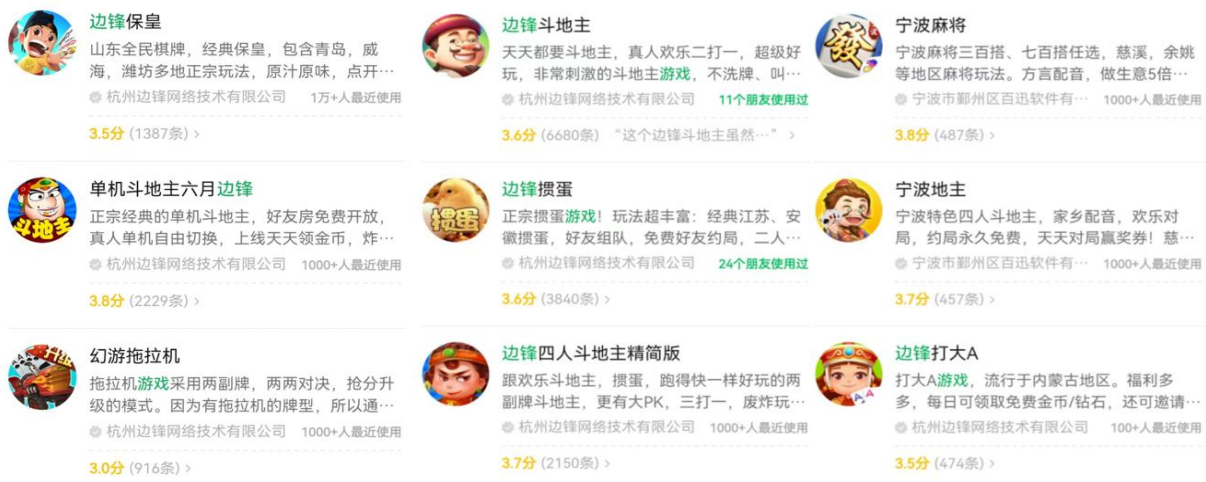 边锋保皇
山东全民棋牌，经典保皇，包含青岛，威
海，潍坊多地正宗玩法，原汁原味，点开…
杭州边锋网络技术有限公司 1万+人最近使用
3.5分 (1387条) >
单机斗地主六月边锋
正宗经典的单机斗地主，好友房免费开放，
真人单机自由切换，上线天天领金币，炸…
杭州边锋网络技术有限公司 1000+人最近使用
3.8分 (2229条) >
斗地主
幻游拖拉机
拖拉机游戏采用两副牌，两两对决，抢分升
级的模式。因为有拖拉机的牌型，所以通…
杭州边锋网络技术有限公司 1000+人最近使用
3.0分 (916条) >
升级
边锋斗地主
天天都要斗地主，真人欢乐二打一，超级好
玩，非常刺激的斗地主游戏，不洗牌、叫…
杭州边锋网络技术有限公司 11个朋友使用过
3.6分 (6680条) “这个边锋斗地主虽然…” >
边锋掼蛋
正宗掼蛋游戏！玩法超丰富：经典江苏、安
徽掼蛋，好友组队，免费好友约局，二人…
杭州边锋网络技术有限公司 24个朋友使用过
3.6分 (3840条) >
掼蛋
边锋四人斗地主精简版
跟欢乐斗地主，掼蛋，跑得快一样好玩的两
副牌斗地主，更有大PK，三打一，废炸玩…
杭州边锋网络技术有限公司 1000+人最近使用
3.7分 (2150条) >
宁波麻将
宁波麻将三百搭、七百搭任选，慈溪，余姚
等地区麻将玩法。方言配音，做生意5倍…
宁波市鄞州区百迅软件有… 1000+人最近使用
3.8分 (487条) >
發
宁波地主
宁波特色四人斗地主，家乡配音，欢乐对
局，约局永久免费，天天对局赢奖券！慈…
宁波市鄞州区百迅软件有… 1000+人最近使用
3.7分 (457条) >
边锋打大A
打大A游戏，流行于内蒙古地区。福利多
多，每日可领取免费金币/钻石，还可邀请…
杭州边锋网络技术有限公司 100+人最近使用
3.5分 (474条) >